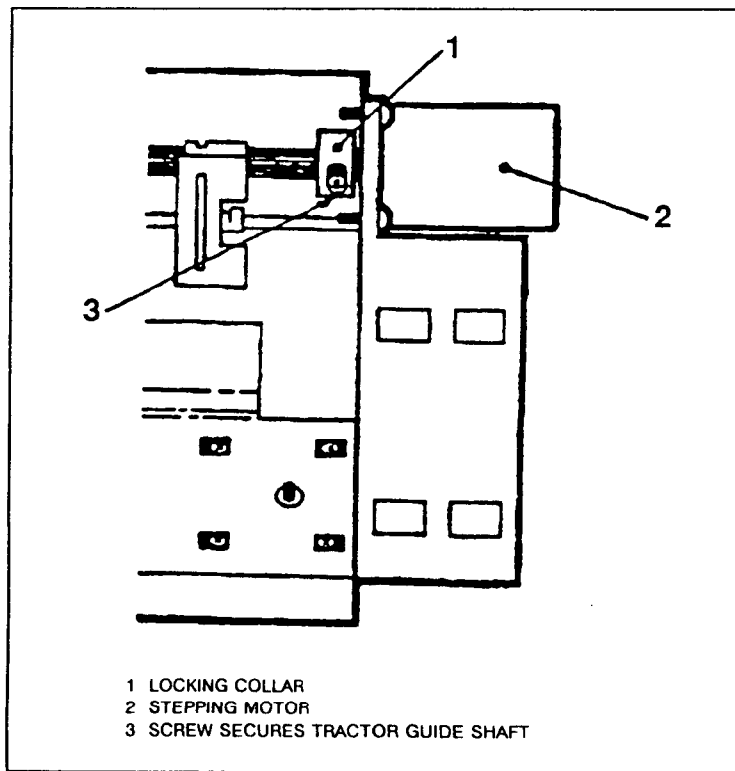 1
2
3
1 LOCKING COLLAR
2 STEPPING MOTOR
3 SCREW SECURES TRACTOR GUIDE SHAFT